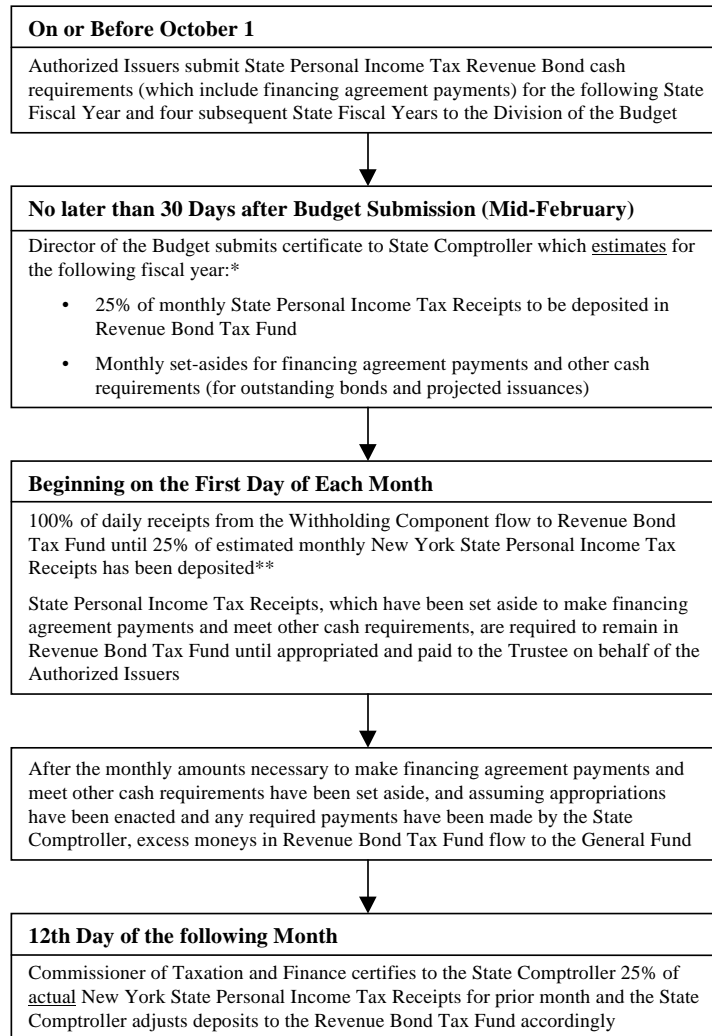 On or Before October 1
Authorized Issuers submit State Personal Income Tax Revenue Bond cash
requirements (which include financing agreement payments) for the following State
Fiscal Year and four subsequent State Fiscal Years to the Division of the Budget
No later than 30 Days after Budget Submission (Mid-February)
Director of the Budget submits certificate to State Comptroller which estimates for
the following fiscal year:*
• 25% of monthly State Personal Income Tax Receipts to be deposited in
Revenue Bond Tax Fund
• Monthly set-asides for financing agreement payments and other cash
requirements (for outstanding bonds and projected issuances)
Beginning on the First Day of Each Month
100% of daily receipts from the Withholding Component flow to Revenue Bond
Tax Fund until 25% of estimated monthly New York State Personal Income Tax
Receipts has been deposited**
State Personal Income Tax Receipts, which have been set aside to make financing
agreement payments and meet other cash requirements, are required to remain in
Revenue Bond Tax Fund until appropriated and paid to the Trustee on behalf of the
Authorized Issuers
After the monthly amounts necessary to make financing agreement payments and
meet other cash requirements have been set aside, and assuming appropriations
have been enacted and any required payments have been made by the State
Comptroller, excess moneys in Revenue Bond Tax Fund flow to the General Fund
12th Day of the following Month
Commissioner of Taxation and Finance certifies to the State Comptroller 25% of
actual New York State Personal Income Tax Receipts for prior month and the State
Comptroller adjusts deposits to the Revenue Bond Tax Fund accordingly